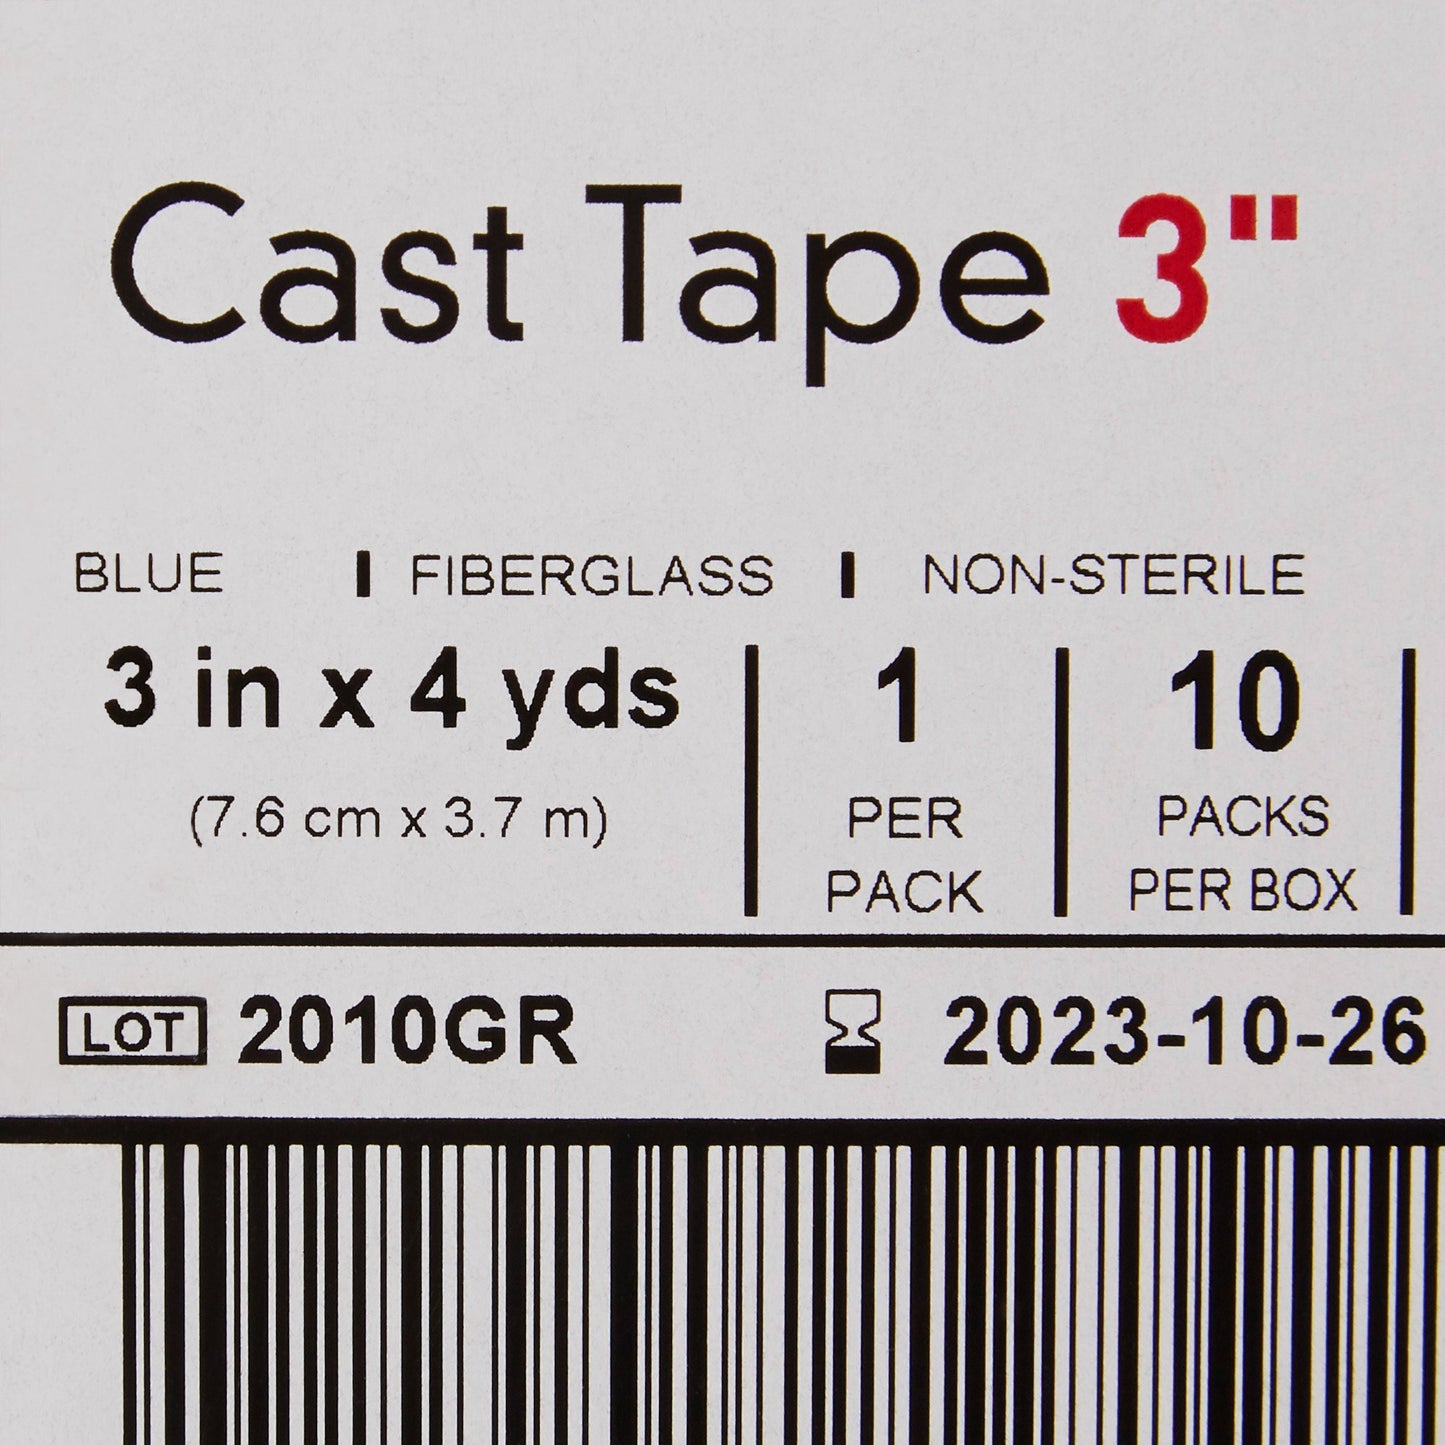 Cast Tape 3"
BLUE FIBERGLASS NON-STERILE
3 in x 4 yds
(7.6 cm x 3.7 m)
1
PER
PACK
10
PACKS
PER BOX
LOT 2010GR 2023-10-26